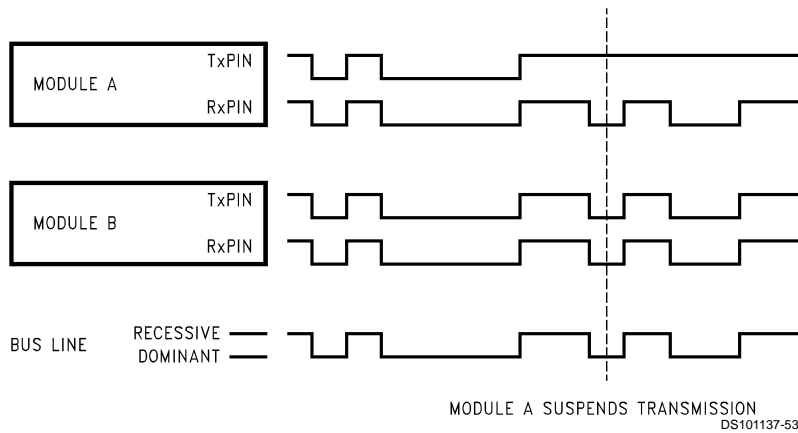 MODULE A
TxPIN
RxPIN
MODULE B
TxPIN
RxPIN
BUS LINE
RECESSIVE
DOMINANT
MODULE A SUSPENDS TRANSMISSION
DS101137-53